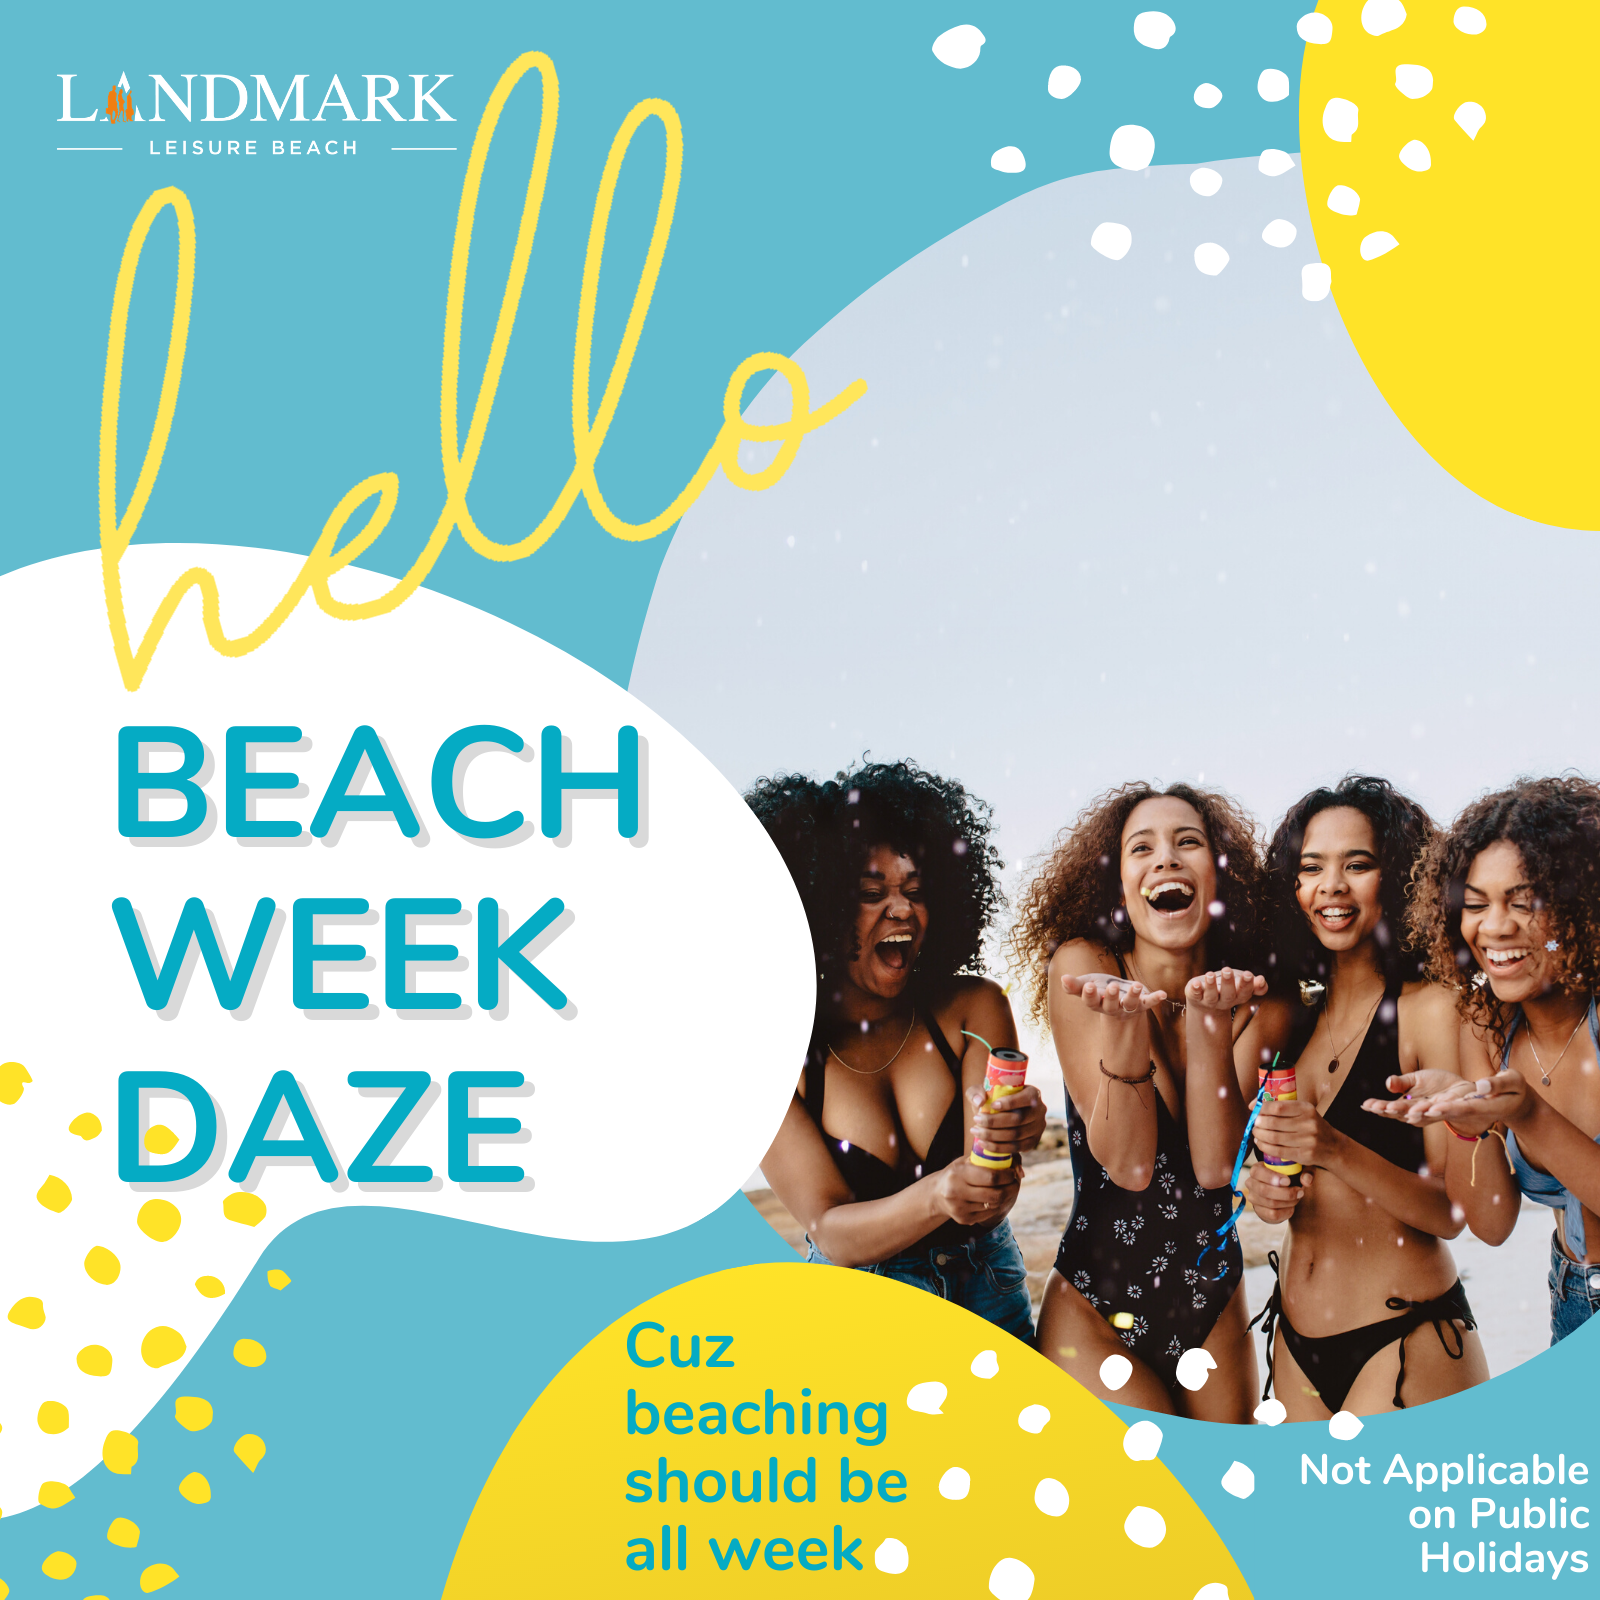 LANDMARK
LEISURE BEACH
hello
BEACH
WEEK
DAZE
Cuz
beaching
should be
all week
Not Applicable
on Public
Holidays